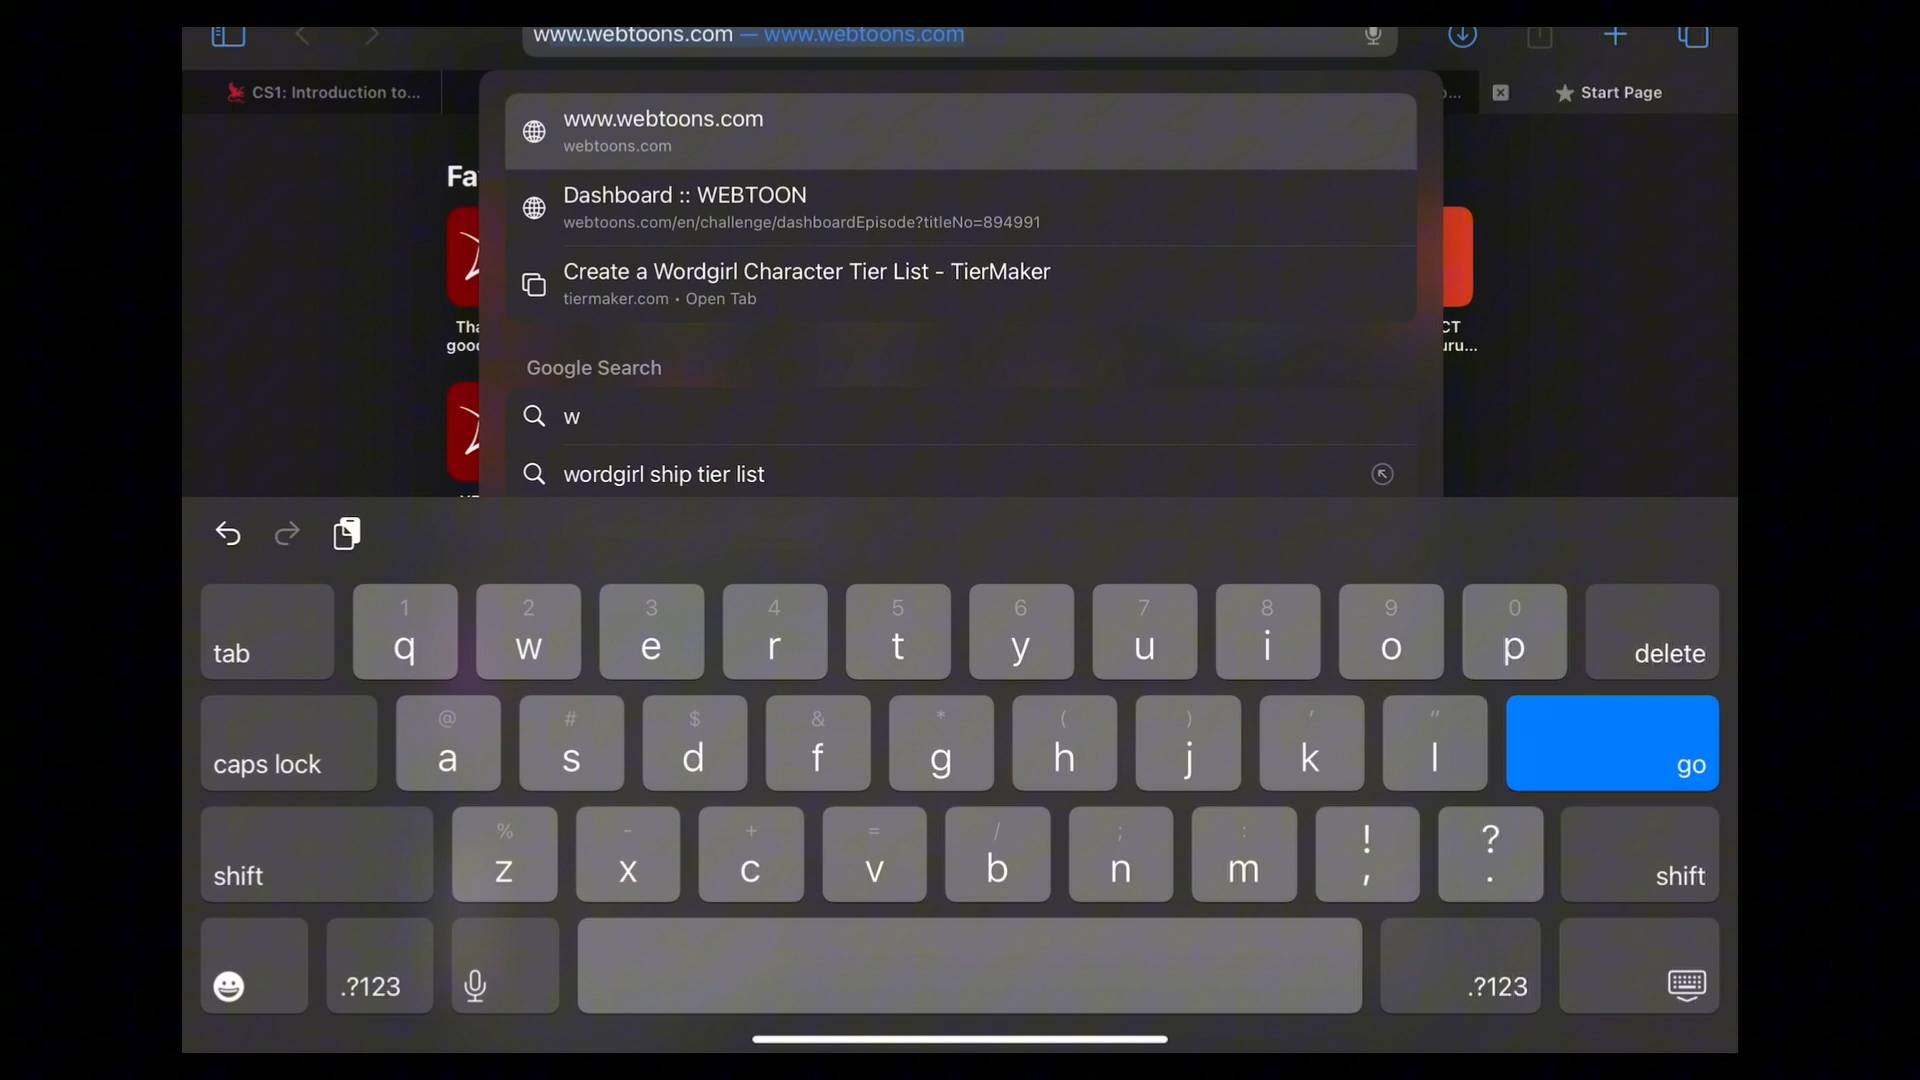 www.webtoons.com — www.webtoons.com
CS1: Introduction to...
Start Page
www.webtoons.com
webtoons.com
Dashboard :: WEBTOON
webtoons.com/en/challenge/dashboardEpisode?titleNo=894991
Create a Wordgirl Character Tier List - TierMaker
tiermaker.com • Open Tab
Google Search
w
wordgirl ship tier list
tab
1 2 3 4 5 6 7 8 9 0
q w e r t y u i o p
delete
caps lock
@ # $ & * ( ) ' "
a s d f g h j k l
go
shift
% - + = / ; : ! ?
z x c v b n m , .
shift
.?123
.?123